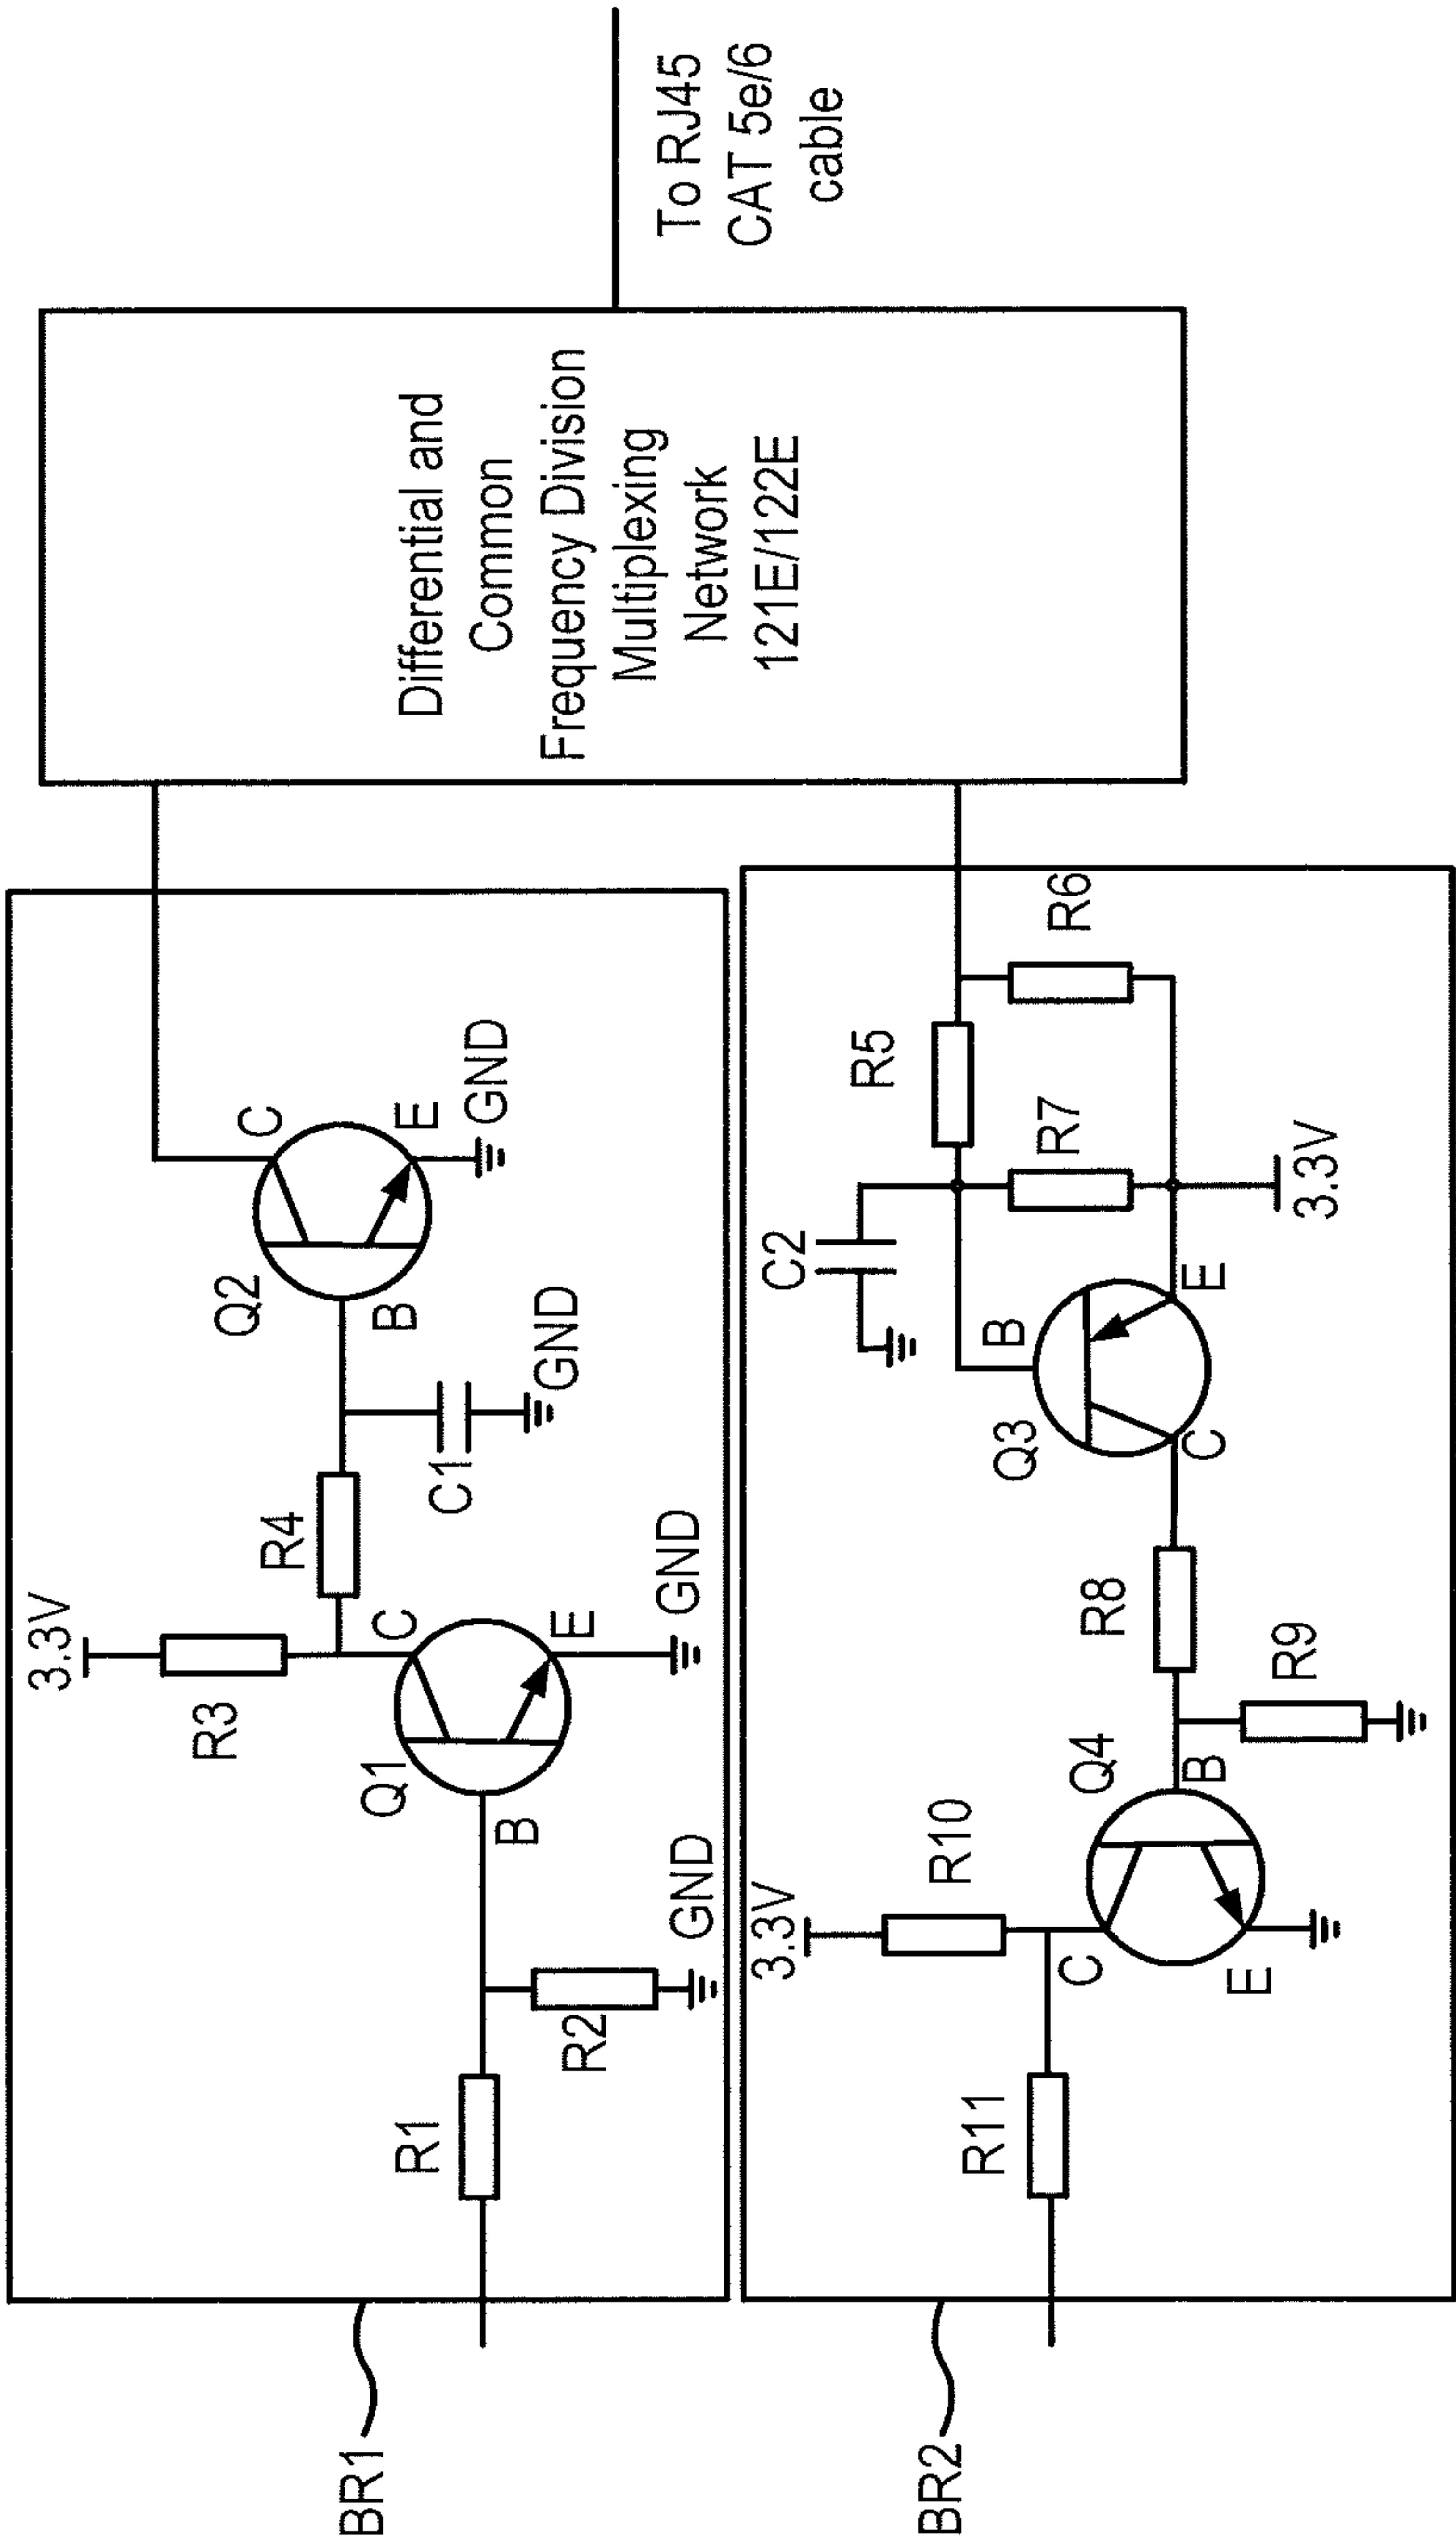 BR1
R1
R2
GND
B
Q1
C
E
GND
R3
3.3V
R4
C1
GND
B
Q2
C
E
GND
Differential and
Common
Frequency Division
Multiplexing
Network
121E/122E
To RJ45
CAT 5e/6
cable
BR2
R11
3.3V
R10
C
E
Q4
B
R9
R8
Q3
C
B
E
C2
R7
3.3V
R5
R6